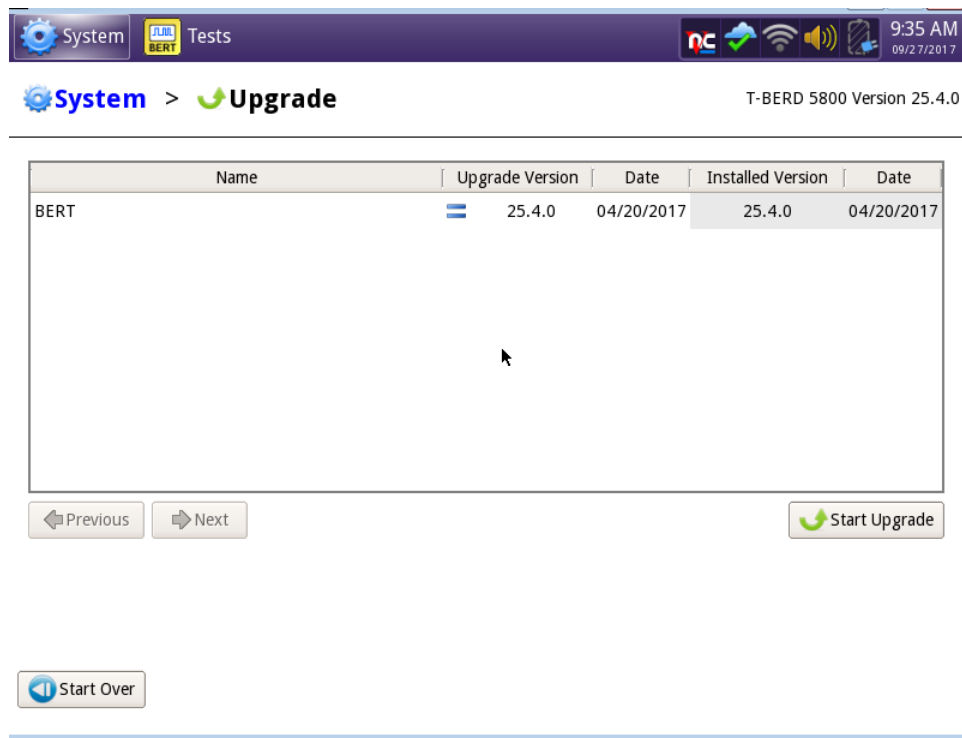 System BERT Tests 9:35 AM
09/27/2017
System > Upgrade T-BERD 5800 Version 25.4.0
Name Upgrade Version Date Installed Version Date
BERT 25.4.0 04/20/2017 25.4.0 04/20/2017
Previous Next Start Upgrade
Start Over